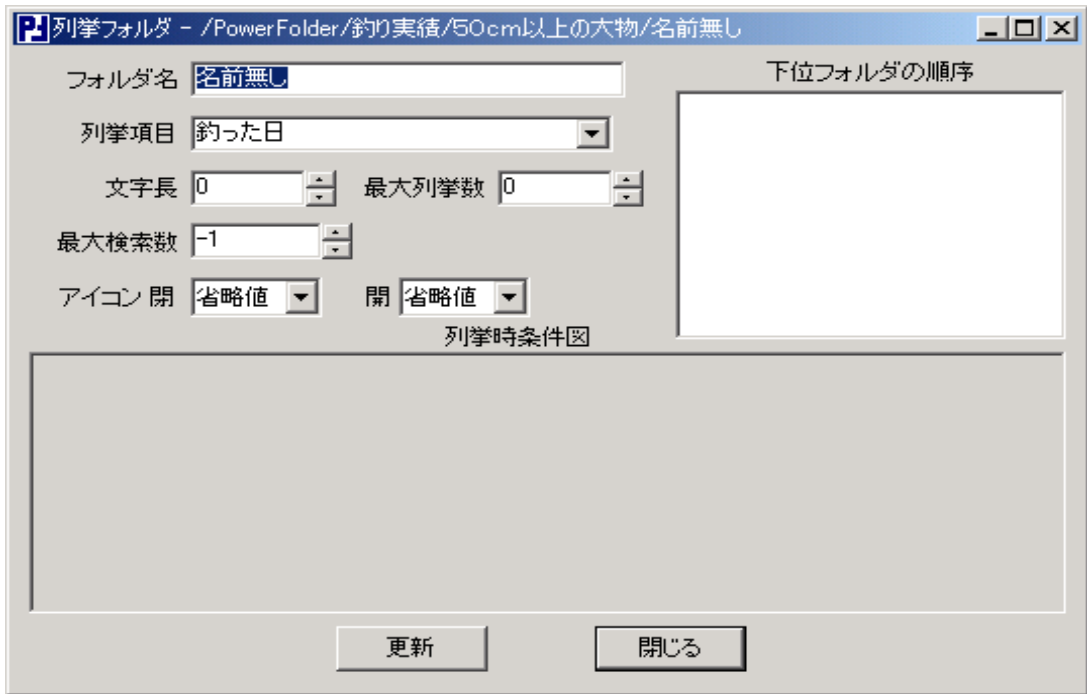 列挙フォルダ - /PowerFolder/釣り実績/50cm以上の大物/名前無し
フォルダ名 名前無し
下位フォルダの順序
列挙項目 釣った日
文字長 0 最大列挙数 0
最大検索数 -1
アイコン 閉 省略値 開 省略値
列挙時条件図
更新 閉じる